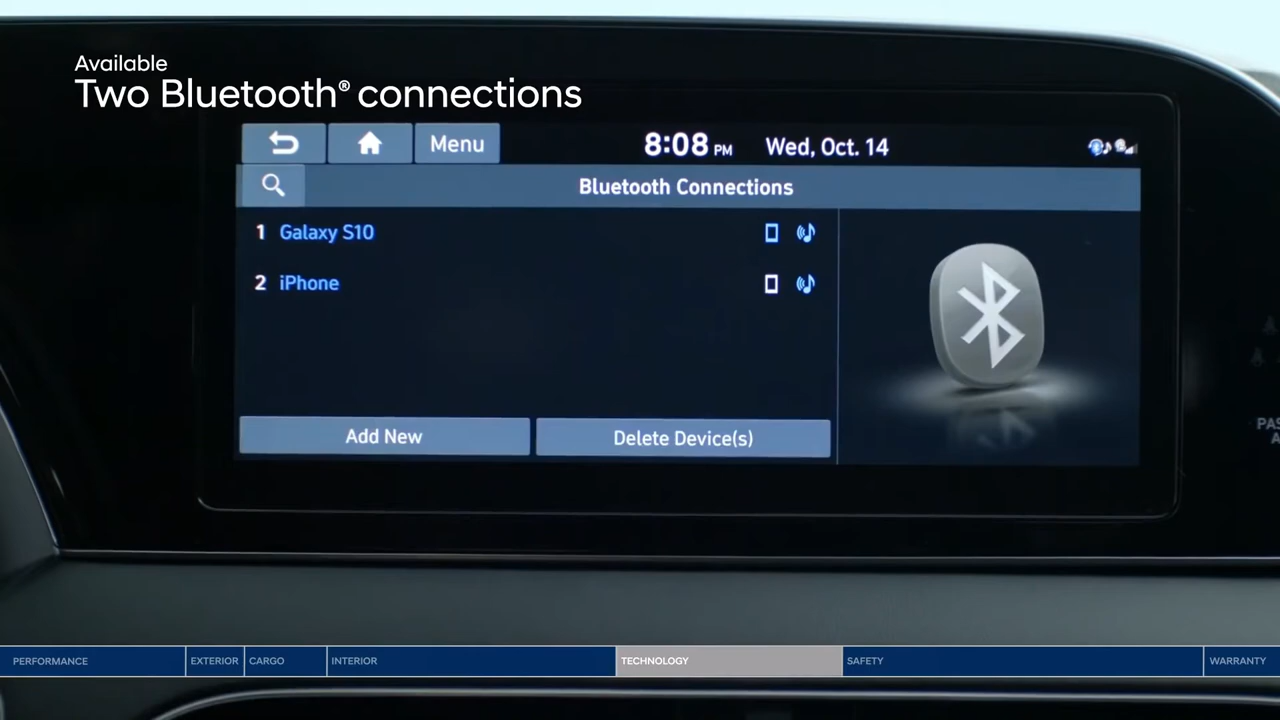 Available
Two Bluetooth® connections
Menu
8:08 PM Wed, Oct. 14
Bluetooth Connections
1 Galaxy S10
2 iPhone
Add New
Delete Device(s)
PERFORMANCE
EXTERIOR
CARGO
INTERIOR
TECHNOLOGY
SAFETY
WARRANTY